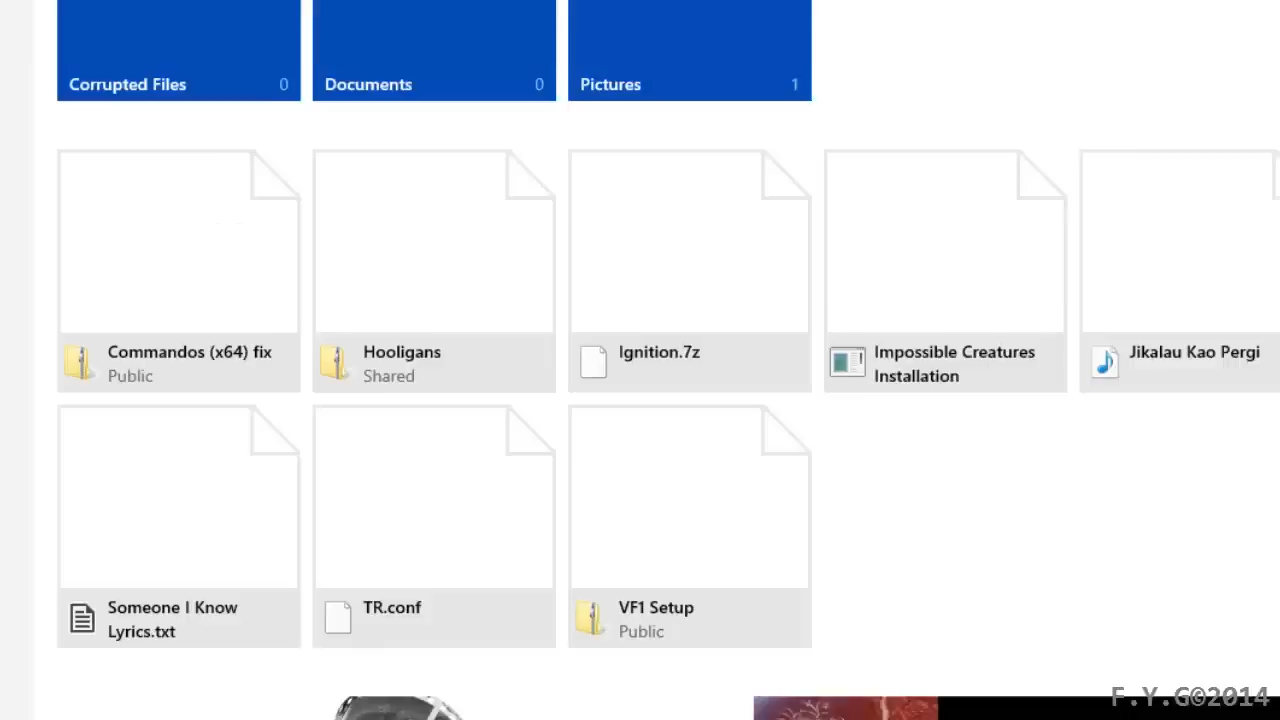 Corrupted Files 0
Documents 0
Pictures 1
Commandos (x64) fix
Public
Hooligans
Shared
Ignition.7z
Impossible Creatures
Installation
Jikalau Kao Pergi
Someone I Know
Lyrics.txt
TR.conf
VF1 Setup
Public
F.Y.G©2014